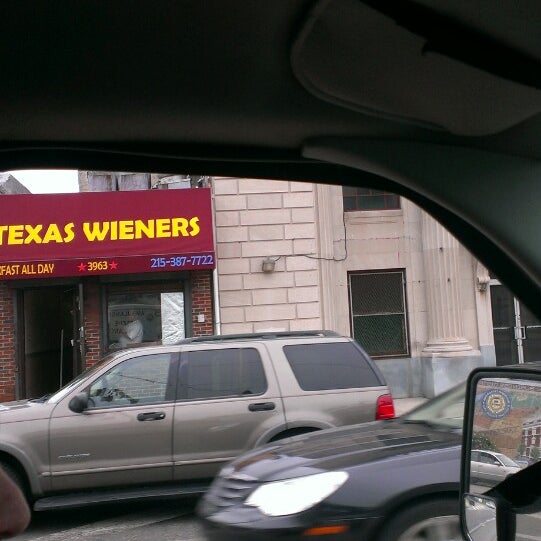 TEXAS WIENERS
FAST ALL DAY ★3963★ 215-387-7722